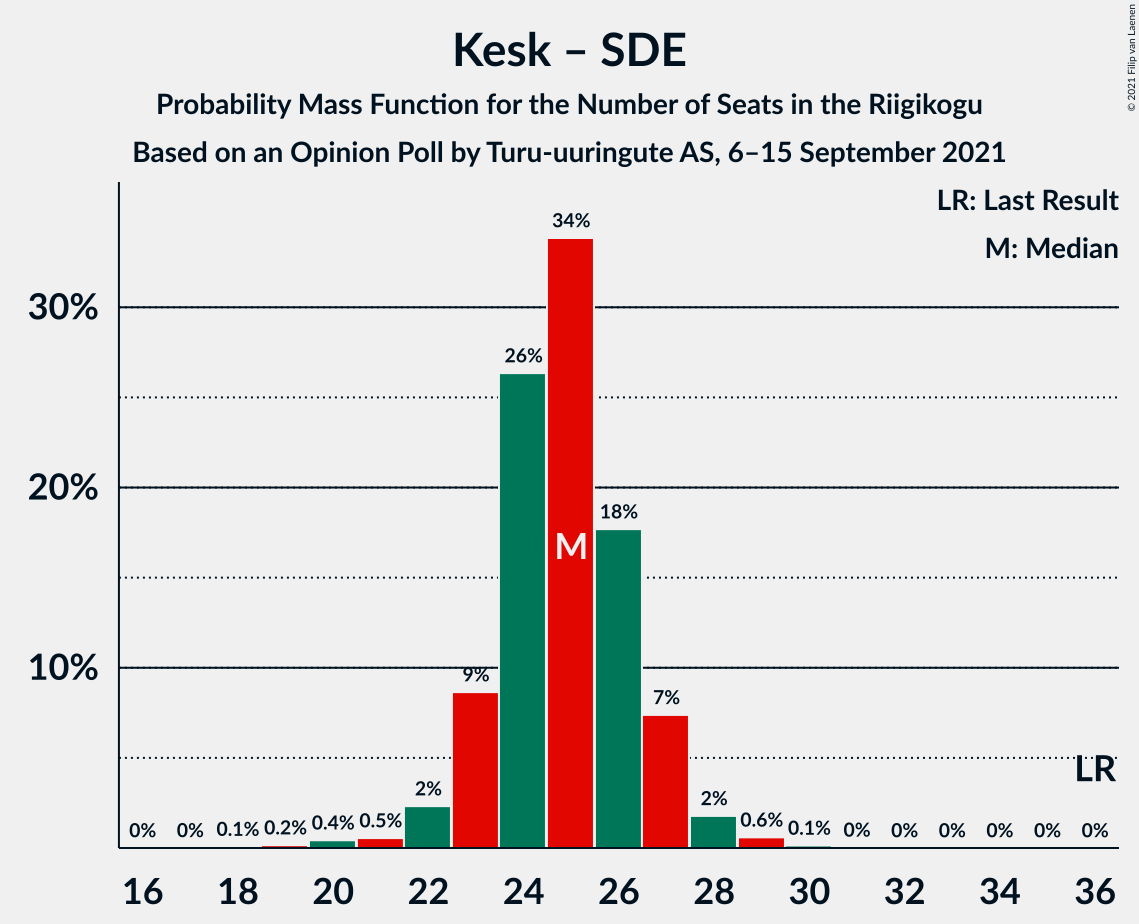 Kesk – SDE
Probability Mass Function for the Number of Seats in the Riigikogu
Based on an Opinion Poll by Turu-uuringute AS, 6–15 September 2021
© 2021 Filip van Laenen
LR: Last Result
M: Median
34%
30%
26%
20%
18%
M
10%
9%
7%
LR
2%
2%
0% 0% 0.1% 0.2% 0.4% 0.5% 0.6% 0.1% 0% 0% 0% 0% 0% 0%
16 18 20 22 24 26 28 30 32 34 36